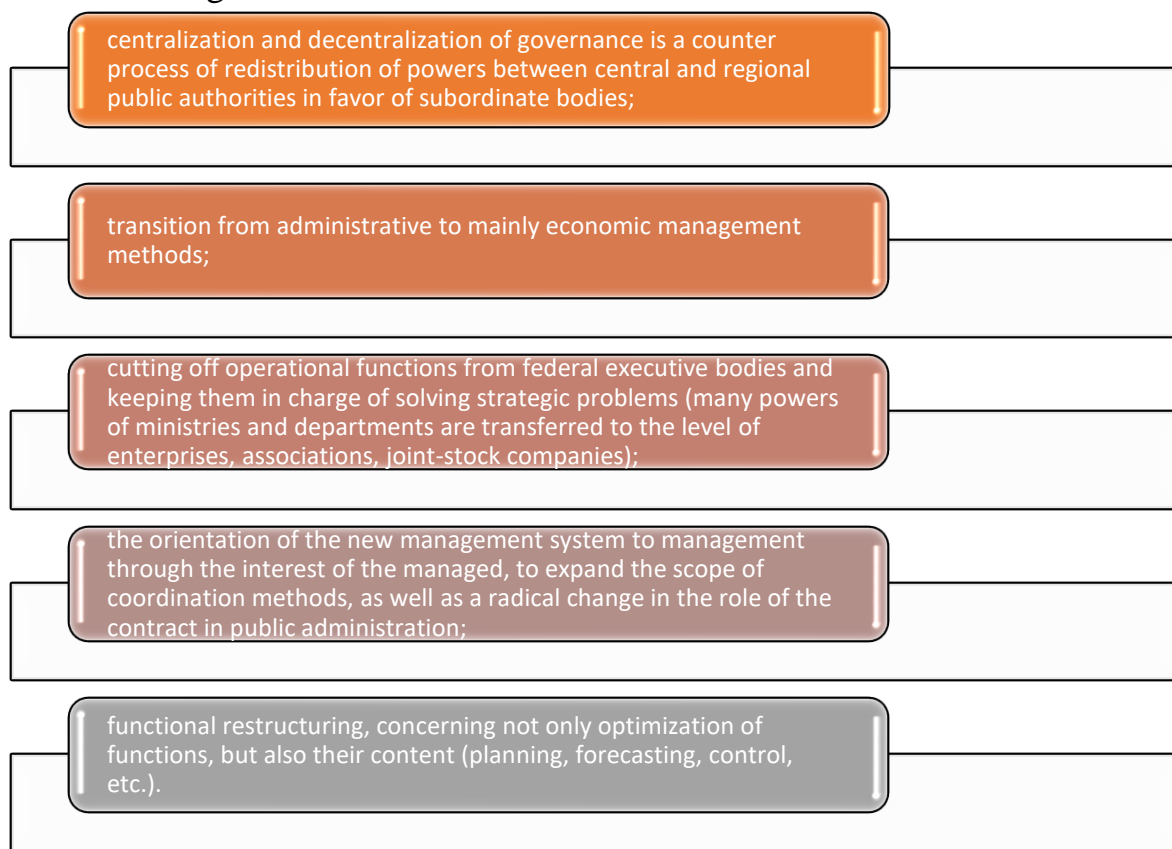 centralization and decentralization of governance is a counter
process of redistribution of powers between central and regional
public authorities in favor of subordinate bodies;
transition from administrative to mainly economic management
methods;
cutting off operational functions from federal executive bodies and
keeping them in charge of solving strategic problems (many powers
of ministries and departments are transferred to the level of
enterprises, associations, joint-stock companies);
the orientation of the new management system to management
through the interest of the managed, to expand the scope of
coordination methods, as well as a radical change in the role of the
contract in public administration;
functional restructuring, concerning not only optimization of
functions, but also their content (planning, forecasting, control,
etc.).